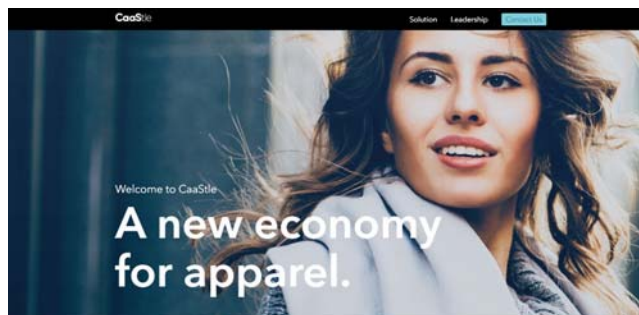 CaaStle
Solution Leadership Contact Us
Welcome to CaaStle
A new economy
for apparel.